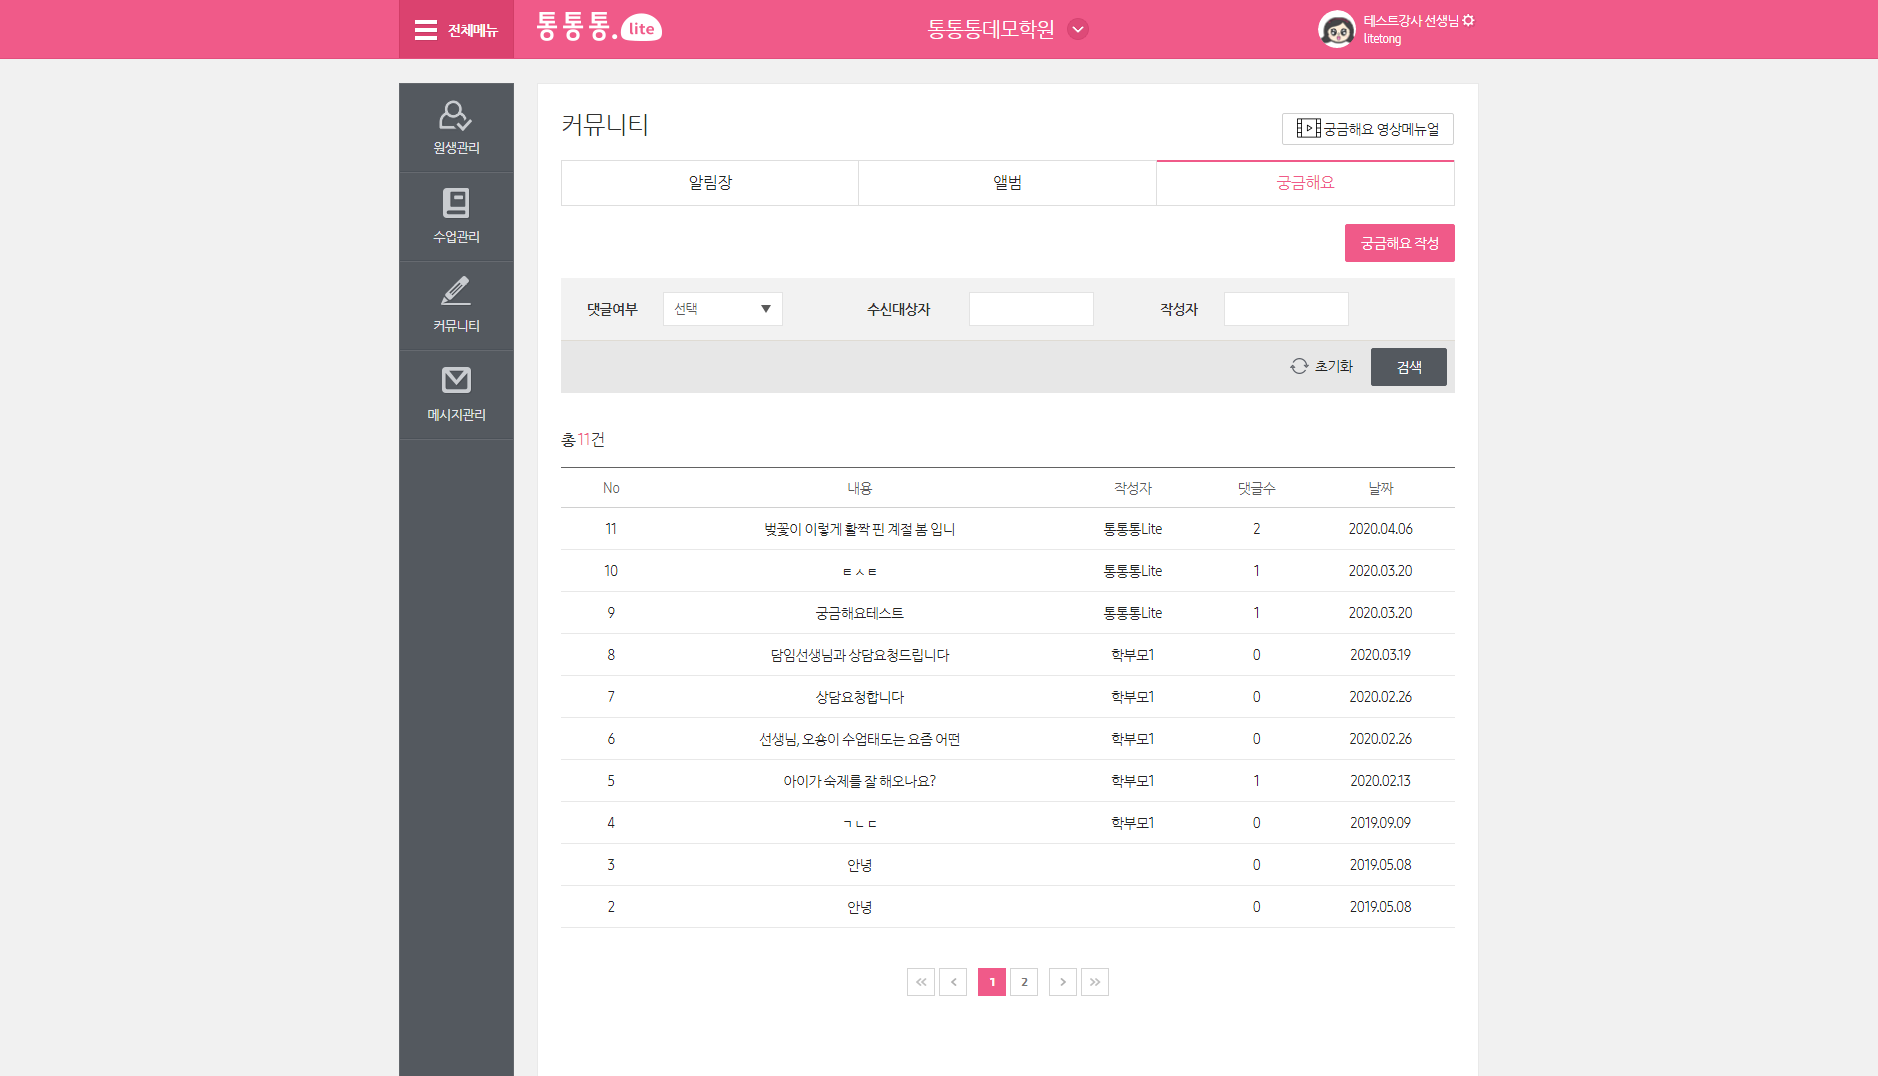 전체메뉴
통통통.lite
통통통데모학원
테스트강사 선생님
litetong
원생관리
수업관리
커뮤니티
메시지관리
커뮤니티
궁금해요 영상메뉴얼
알림장 앨범 궁금해요
궁금해요 작성
댓글여부 선택 수신대상자 작성자
초기화 검색
총11건
No 내용 작성자 댓글수 날짜
11 벚꽃이 이렇게 활짝 핀 계절 봄 입니 통통통Lite 2 2020.04.06
10 ㅌㅅㅌ 통통통Lite 1 2020.03.20
9 궁금해요테스트 통통통Lite 1 2020.03.20
8 담임선생님과 상담요청드립니다 학부모1 0 2020.03.19
7 상담요청합니다 학부모1 0 2020.02.26
6 선생님, 오숑이 수업태도는 요즘 어떤 학부모1 0 2020.02.26
5 아이가 숙제를 잘 해오나요? 학부모1 1 2020.02.13
4 ㄱㄴㄷ 학부모1 0 2019.09.09
3 안녕 0 2019.05.08
2 안녕 0 2019.05.08
« < 1 2 > »